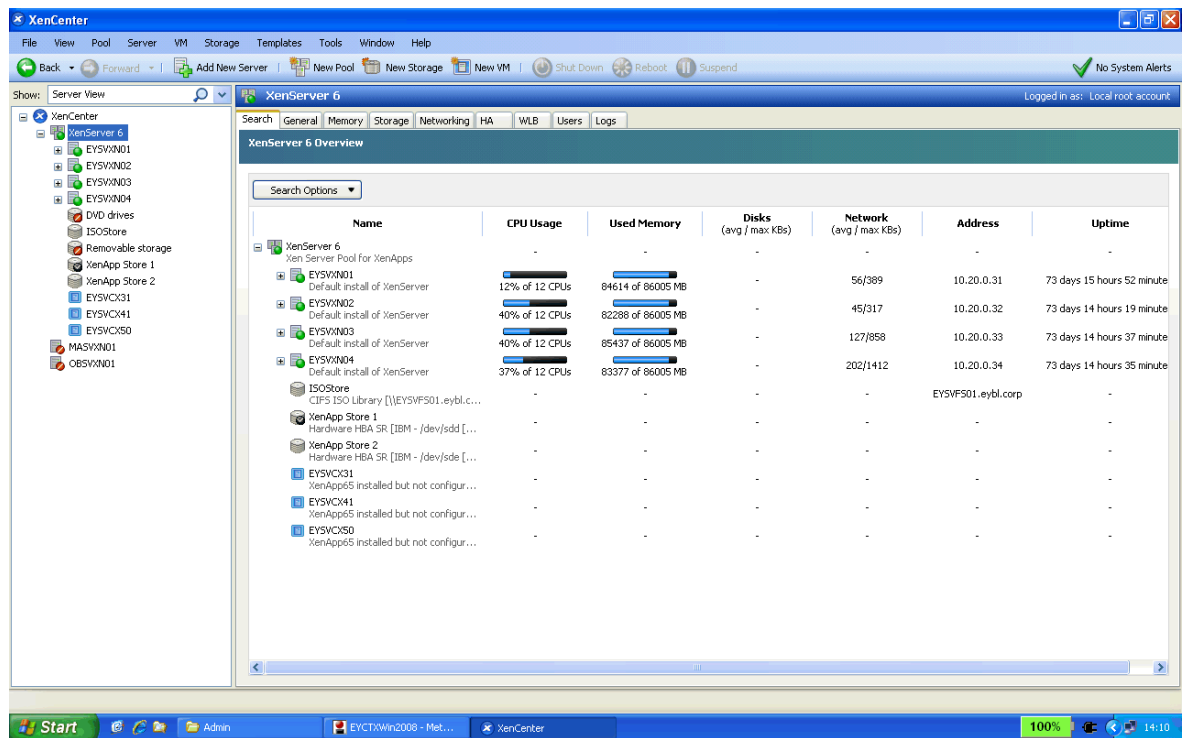 XenCenter
File View Pool Server VM Storage Templates Tools Window Help
Back Forward Add New Server New Pool New Storage New VM Shut Down Reboot Suspend No System Alerts
Show: Server View
XenCenter
XenServer 6
EYSVXN01
EYSVXN02
EYSVXN03
EYSVXN04
DVD drives
ISOStore
Removable storage
XenApp Store 1
XenApp Store 2
EYSVCX31
EYSVCX41
EYSVCX50
MASVXN01
OBSVXN01
XenServer 6 Logged in as: Local root account
Search General Memory Storage Networking HA WLB Users Logs
XenServer 6 Overview
Search Options
Name CPU Usage Used Memory Disks (avg / max KBs) Network (avg / max KBs) Address Uptime
XenServer 6 - - - - - -
Xen Server Pool for XenApps
EYSVXN01
Default install of XenServer 12% of 12 CPUs 84614 of 86005 MB - 56/389 10.20.0.31 73 days 15 hours 52 minute
EYSVXN02
Default install of XenServer 40% of 12 CPUs 82288 of 86005 MB - 45/317 10.20.0.32 73 days 14 hours 19 minute
EYSVXN03
Default install of XenServer 40% of 12 CPUs 85437 of 86005 MB - 127/858 10.20.0.33 73 days 14 hours 37 minute
EYSVXN04
Default install of XenServer 37% of 12 CPUs 83377 of 86005 MB - 202/1412 10.20.0.34 73 days 14 hours 35 minute
ISOStore
CIFS ISO Library [\\EYSVFS01.eybl.c... - - - - EYSVFS01.eybl.corp -
XenApp Store 1
Hardware HBA SR [IBM - /dev/sdd [... - - - - - -
XenApp Store 2
Hardware HBA SR [IBM - /dev/sde [... - - - - - -
EYSVCX31
XenApp65 installed but not configur... - - - - - -
EYSVCX41
XenApp65 installed but not configur... - - - - - -
EYSVCX50
XenApp65 installed but not configur... - - - - - -
Start Admin EYCTXWin2008 - Met... XenCenter 100% 14:10